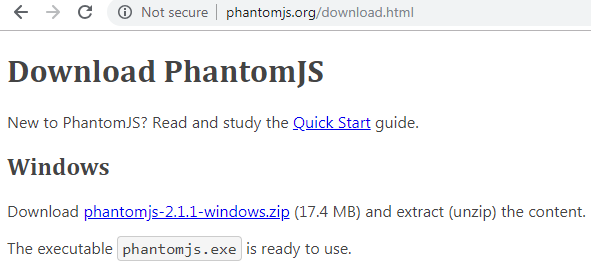 Not secure | phantomjs.org/download.html
Download PhantomJS
New to PhantomJS? Read and study the Quick Start guide.
Windows
Download phantomjs-2.1.1-windows.zip (17.4 MB) and extract (unzip) the content.
The executable phantomjs.exe is ready to use.